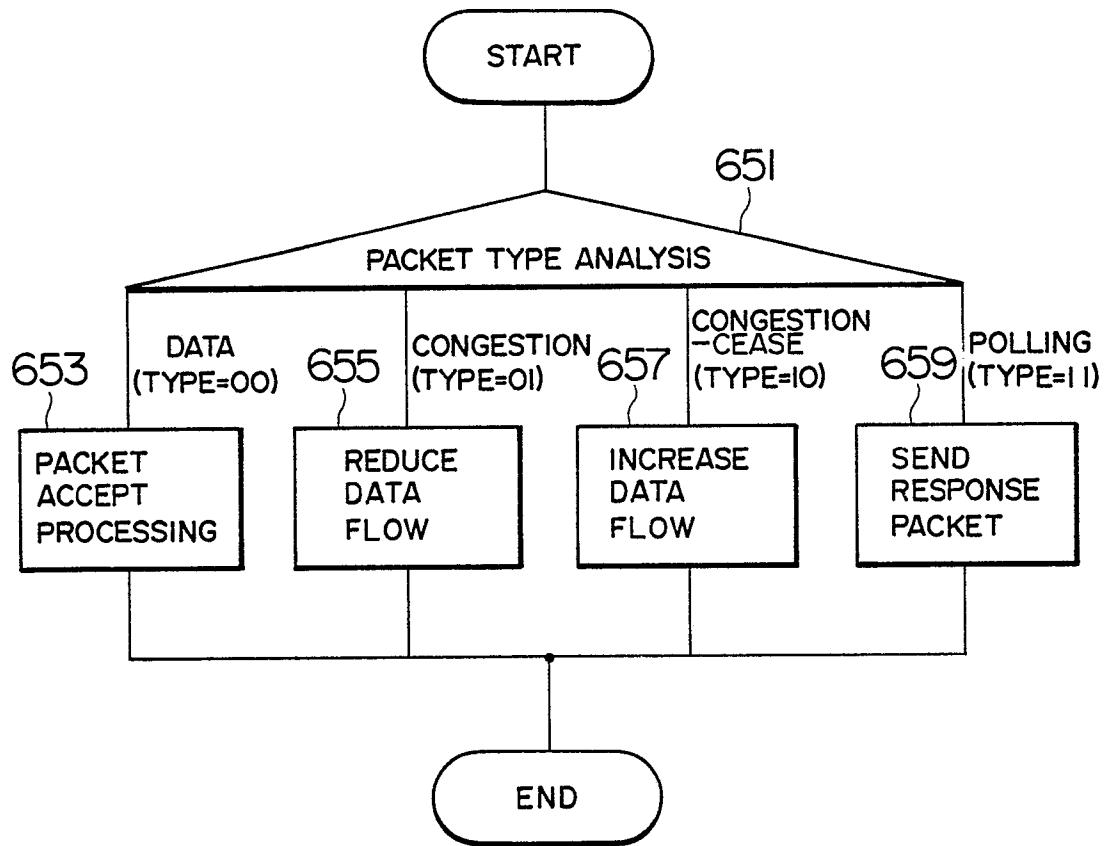 START
651
PACKET TYPE ANALYSIS
653
DATA
(TYPE=00)
655
CONGESTION
(TYPE=01)
657
CONGESTION
-CEASE
(TYPE=10)
659
POLLING
(TYPE=11)
PACKET
ACCEPT
PROCESSING
REDUCE
DATA
FLOW
INCREASE
DATA
FLOW
SEND
RESPONSE
PACKET
END